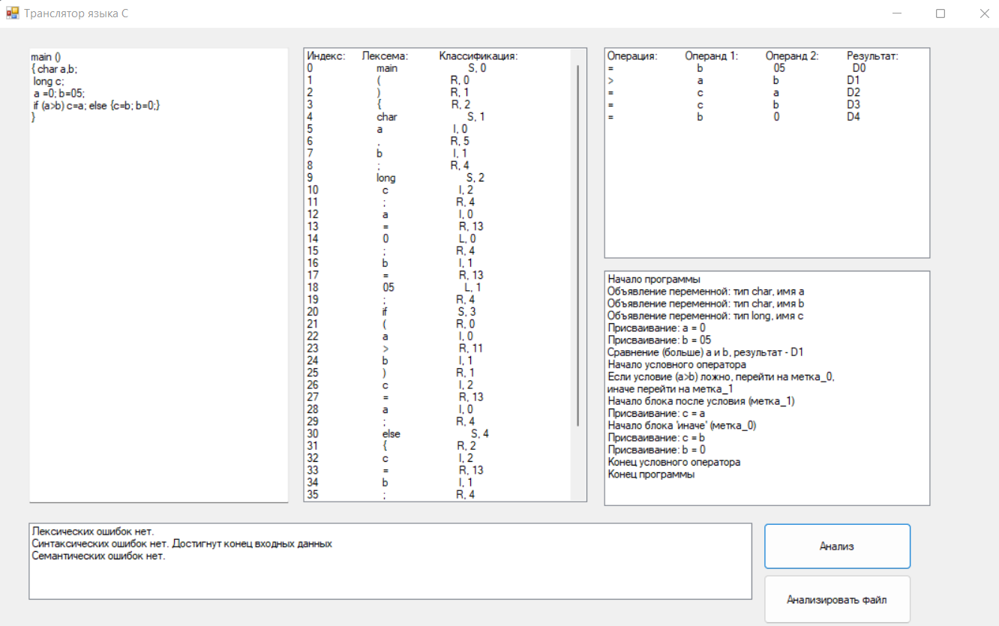 Транслятор языка C
main ()
{ char a,b;
long c;
a =0; b=05;
if (a>b) c=a; else {c=b; b=0;}
}
Индекс: Лексема: Классификация:
0 main S, 0
1 ( R, 0
2 ) R, 1
3 { R, 2
4 char S, 1
5 a I, 0
6 , R, 5
7 b I, 1
8 ; R, 4
9 long S, 2
10 c I, 2
11 ; R, 4
12 a I, 0
13 = R, 13
14 0 L, 0
15 ; R, 4
16 b I, 1
17 = R, 13
18 05 L, 1
19 ; R, 4
20 if S, 3
21 ( R, 0
22 a I, 0
23 > R, 11
24 b I, 1
25 ) R, 1
26 c I, 2
27 = R, 13
28 a I, 0
29 ; R, 4
30 else S, 4
31 { R, 2
32 c I, 2
33 = R, 13
34 b I, 1
35 ; R, 4
Операция: Операнд 1: Операнд 2: Результат:
= b 05 D0
> a b D1
= c a D2
= c b D3
= b 0 D4
Начало программы
Объявление переменной: тип char, имя a
Объявление переменной: тип char, имя b
Объявление переменной: тип long, имя c
Присваивание: a = 0
Присваивание: b = 05
Сравнение (больше) a и b, результат - D1
Начало условного оператора
Если условие (a>b) ложно, перейти на метка_0,
иначе перейти на метка_1
Начало блока после условия (метка_1)
Присваивание: c = a
Начало блока 'иначе' (метка_0)
Присваивание: c = b
Присваивание: b = 0
Конец условного оператора
Конец программы
Лексических ошибок нет.
Синтаксических ошибок нет. Достигнут конец входных данных
Семантических ошибок нет.
Анализ
Анализировать файл